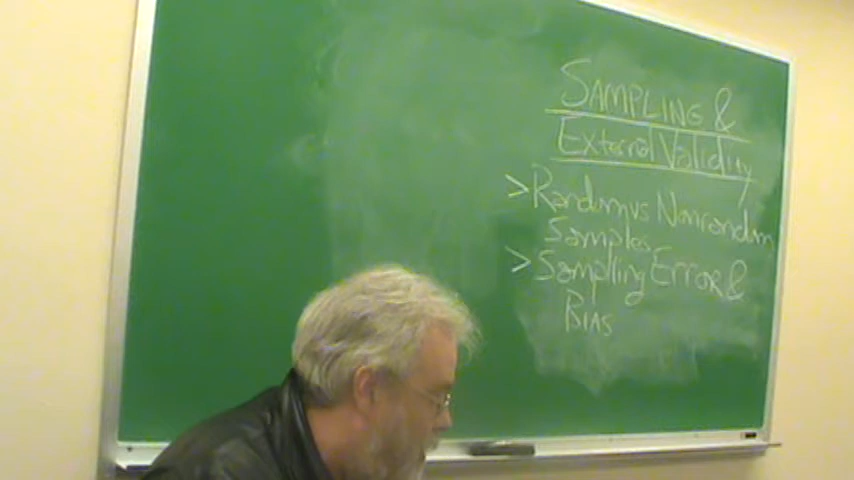 SAMPLING &
External Validity
> Random vs Nonrandom
Samples
> Sampling Error &
BIAS